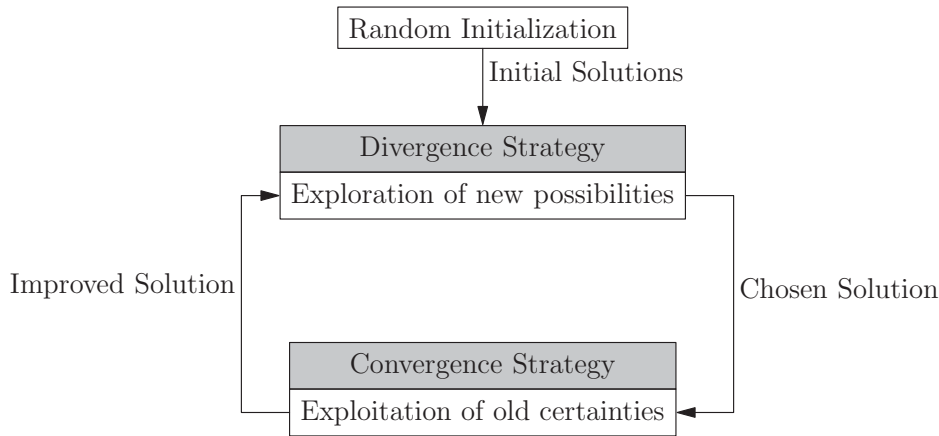 Random Initialization
Initial Solutions
Divergence Strategy
Exploration of new possibilities
Improved Solution
Chosen Solution
Convergence Strategy
Exploitation of old certainties